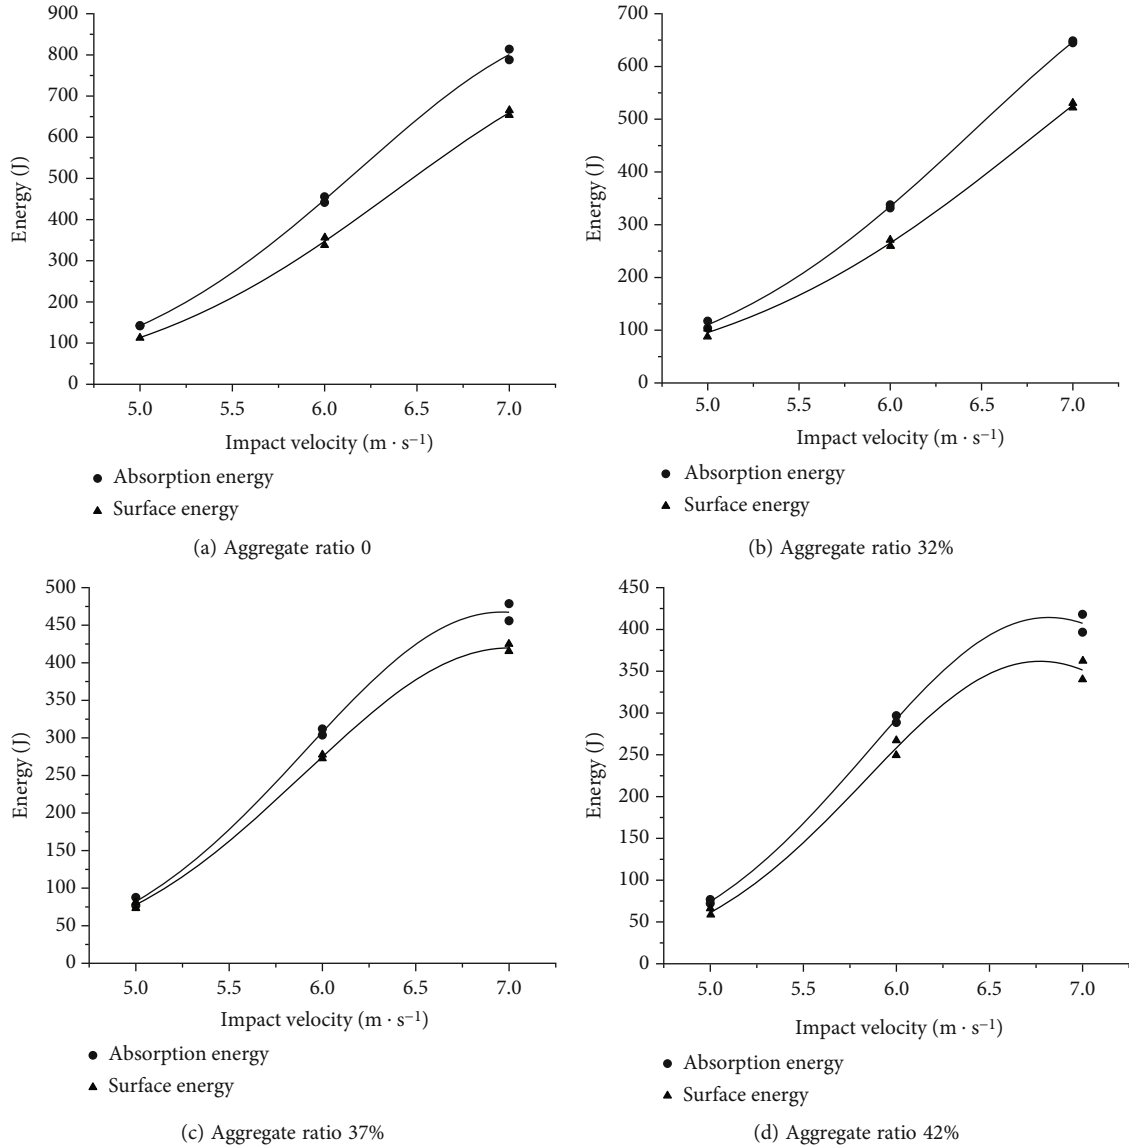 900
800
700
600
500
400
300
200
100
0
Energy (J)
5.0 5.5 6.0 6.5 7.0
Impact velocity (m · s⁻¹)
Absorption energy
Surface energy
(a) Aggregate ratio 0
700
600
500
400
300
200
100
0
Energy (J)
5.0 5.5 6.0 6.5 7.0
Impact velocity (m · s⁻¹)
Absorption energy
Surface energy
(b) Aggregate ratio 32%
500
450
400
350
300
250
200
150
100
50
0
Energy (J)
5.0 5.5 6.0 6.5 7.0
Impact velocity (m · s⁻¹)
Absorption energy
Surface energy
(c) Aggregate ratio 37%
450
400
350
300
250
200
150
100
50
0
Energy (J)
5.0 5.5 6.0 6.5 7.0
Impact velocity (m · s⁻¹)
Absorption energy
Surface energy
(d) Aggregate ratio 42%